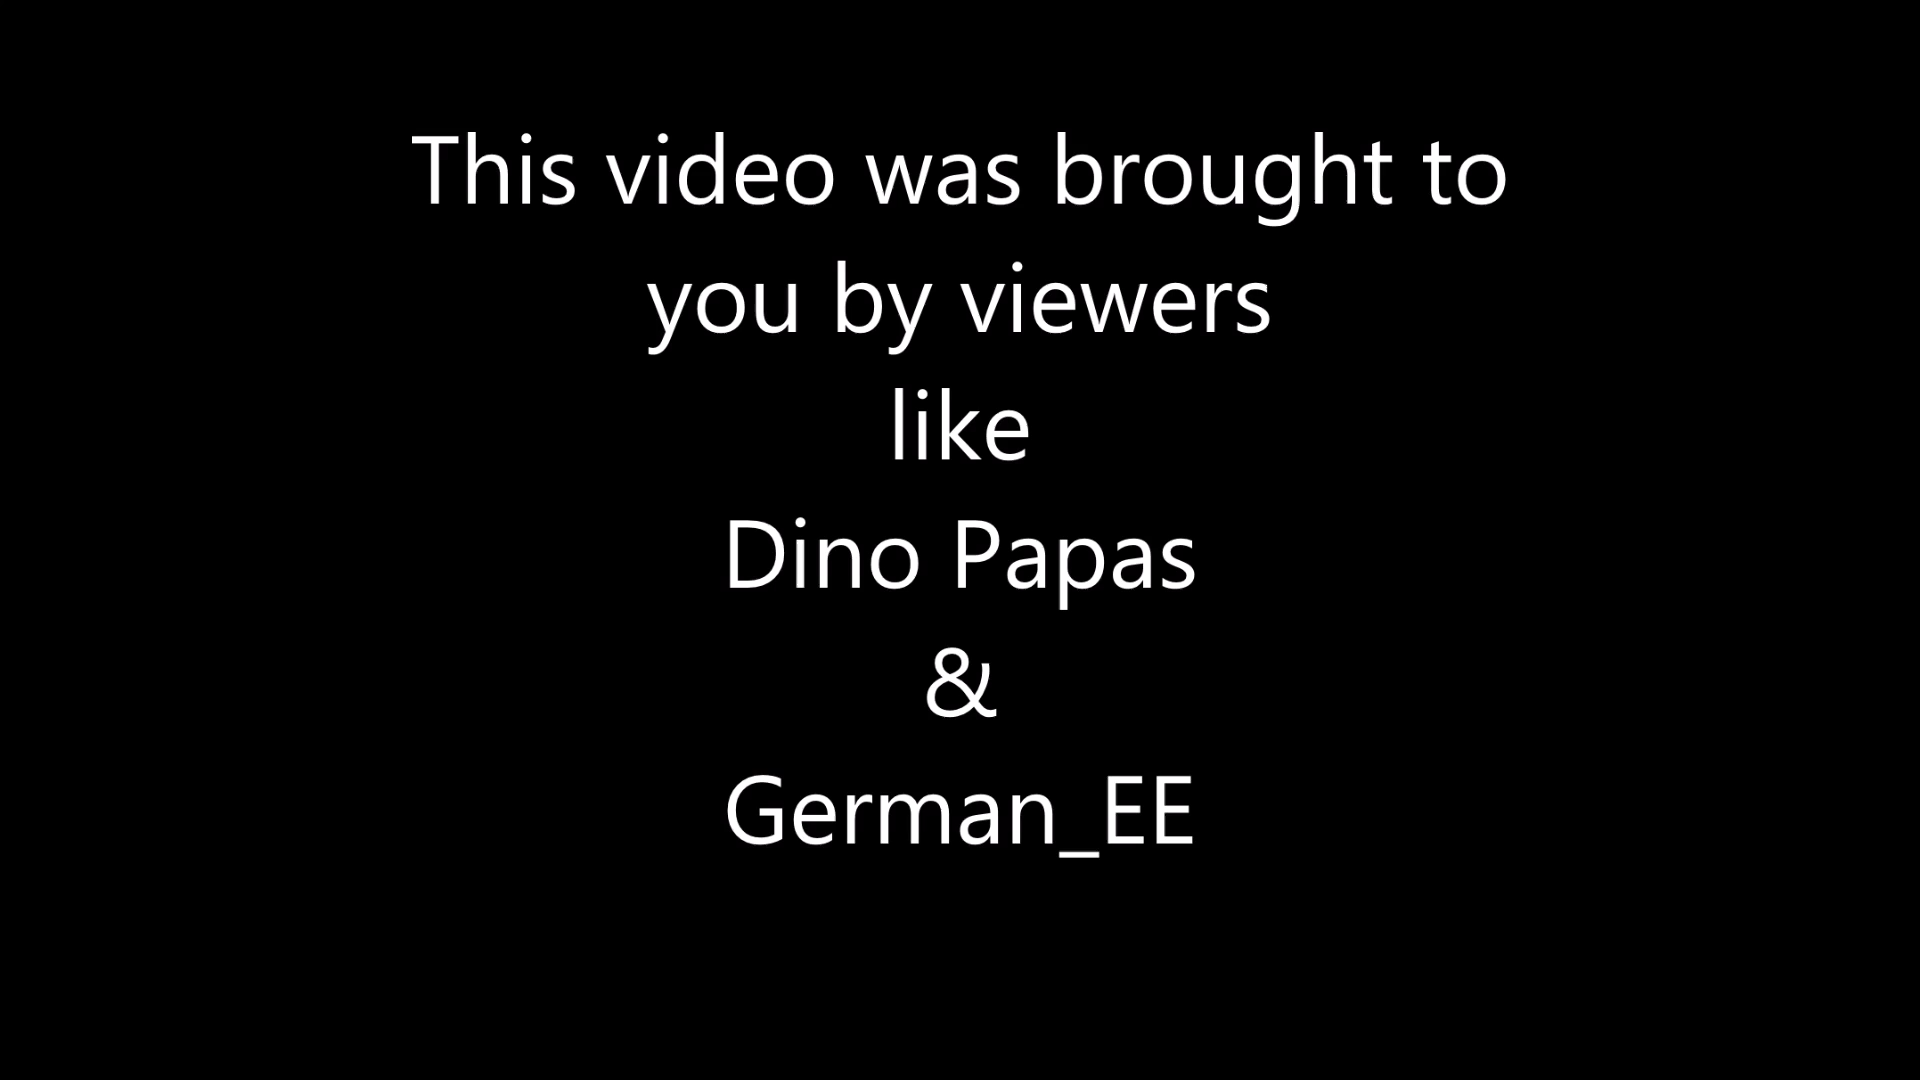 This video was brought to
you by viewers
like
Dino Papas
&
German_EE